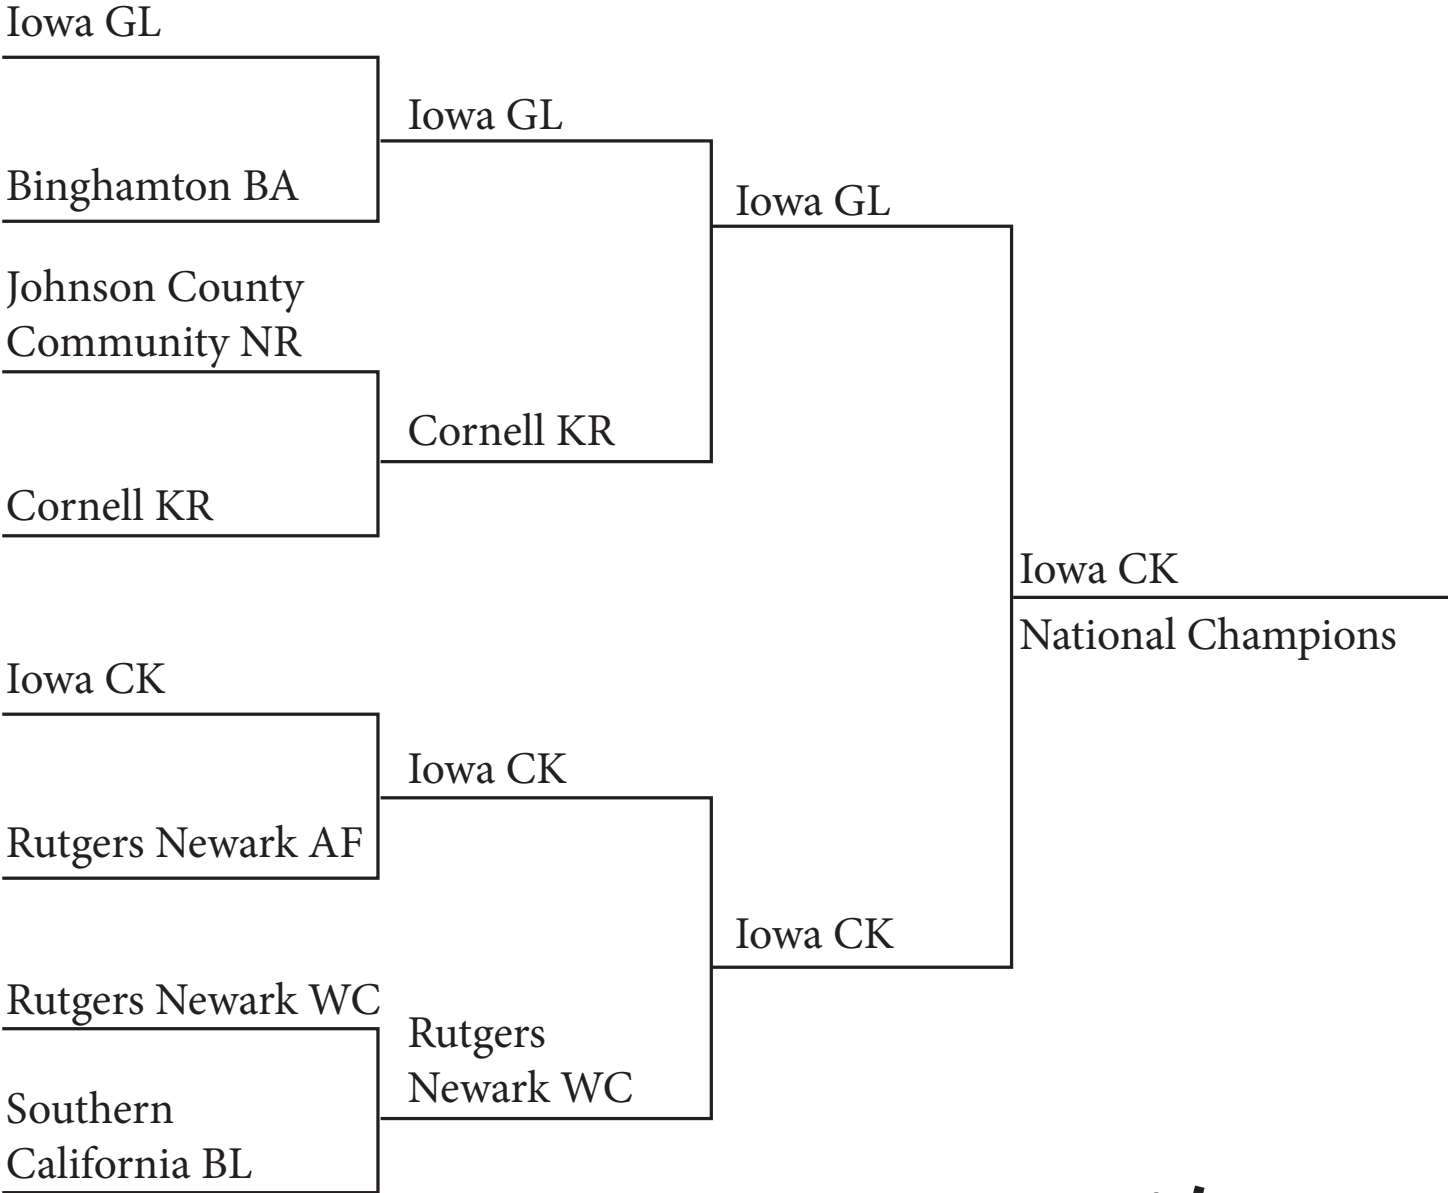 Iowa GL
Iowa GL
Binghamton BA
Iowa GL
Johnson County
Community NR
Cornell KR
Cornell KR
Iowa CK
National Champions
Iowa CK
Iowa CK
Rutgers Newark AF
Iowa CK
Rutgers Newark WC
Rutgers
Newark WC
Southern
California BL